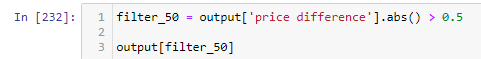 In [232]:
1 filter_50 = output['price difference'].abs() > 0.5
2
3 output[filter_50]